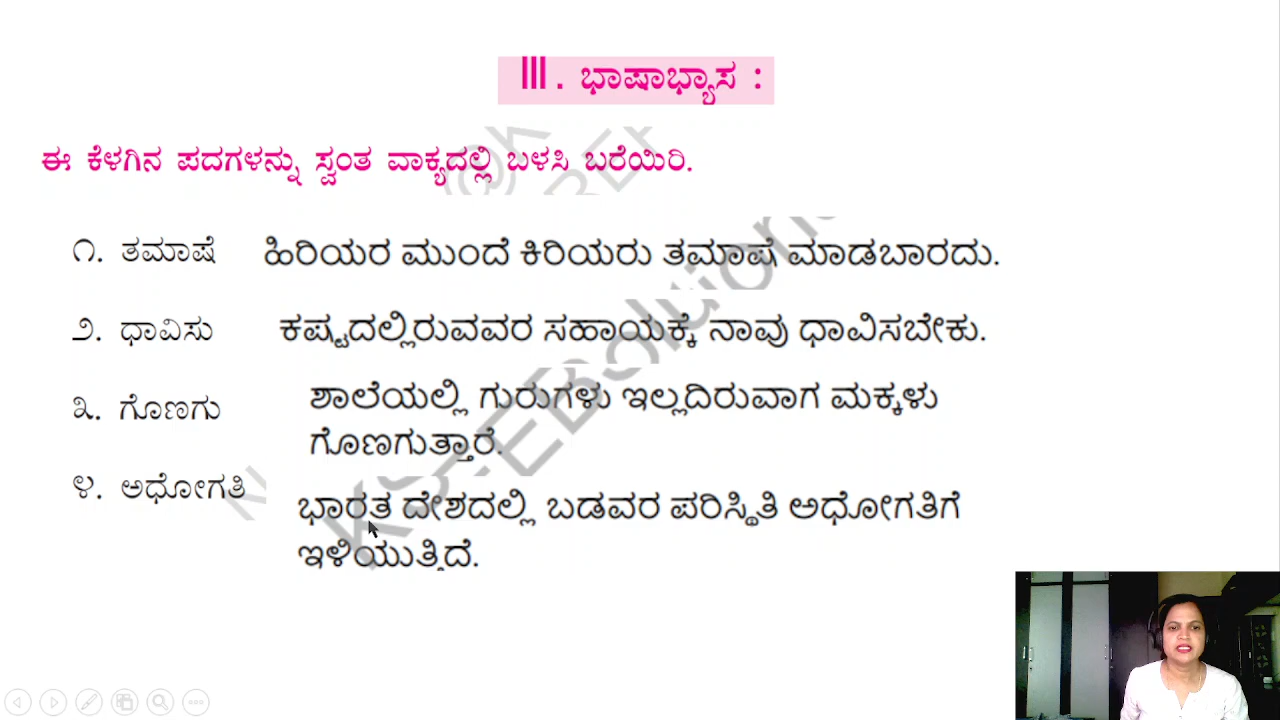 III. ಭಾಷಾಭ್ಯಾಸ :
ಈ ಕೆಳಗಿನ ಪದಗಳನ್ನು ಸ್ವಂತ ವಾಕ್ಯದಲ್ಲಿ ಬಳಸಿ ಬರೆಯಿರಿ.
೧. ತಮಾಷೆ ಹಿರಿಯರ ಮುಂದೆ ಕಿರಿಯರು ತಮಾಷೆ ಮಾಡಬಾರದು.
೨. ಧಾವಿಸು ಕಷ್ಟದಲ್ಲಿರುವವರ ಸಹಾಯಕ್ಕೆ ನಾವು ಧಾವಿಸಬೇಕು.
೩. ಗೊಣಗು ಶಾಲೆಯಲ್ಲಿ ಗುರುಗಳು ಇಲ್ಲದಿರುವಾಗ ಮಕ್ಕಳು
ಗೊಣಗುತ್ತಾರೆ.
೪. ಅಧೋಗತಿ ಭಾರತ ದೇಶದಲ್ಲಿ ಬಡವರ ಪರಿಸ್ಥಿತಿ ಅಧೋಗತಿಗೆ
ಇಳಿಯುತ್ತಿದೆ.